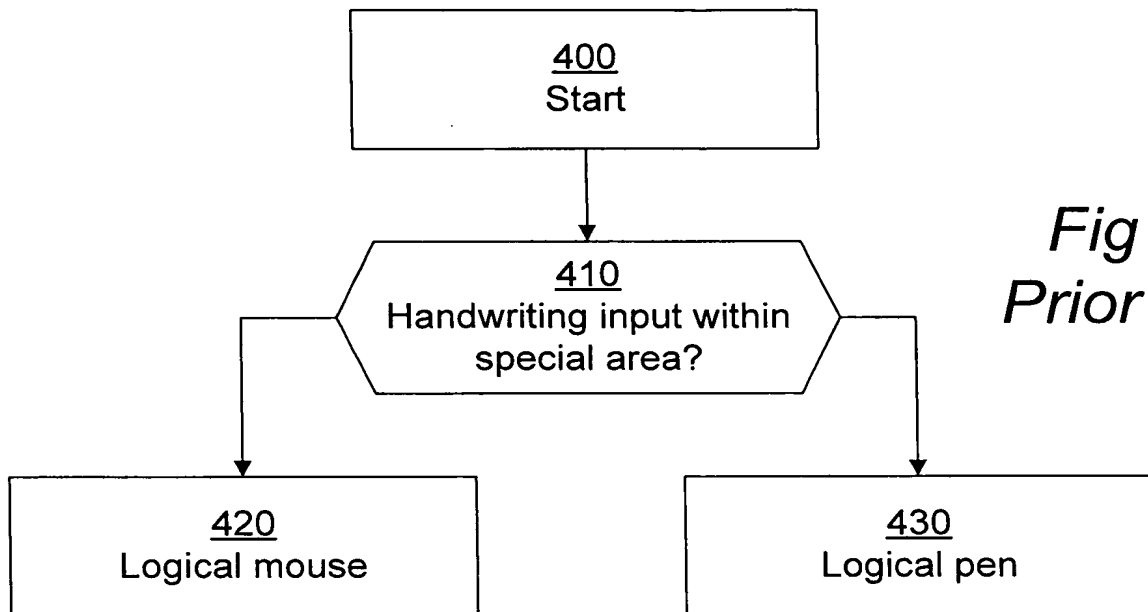 400
Start
Fig
Prior
410
Handwriting input within
special area?
420
Logical mouse
430
Logical pen